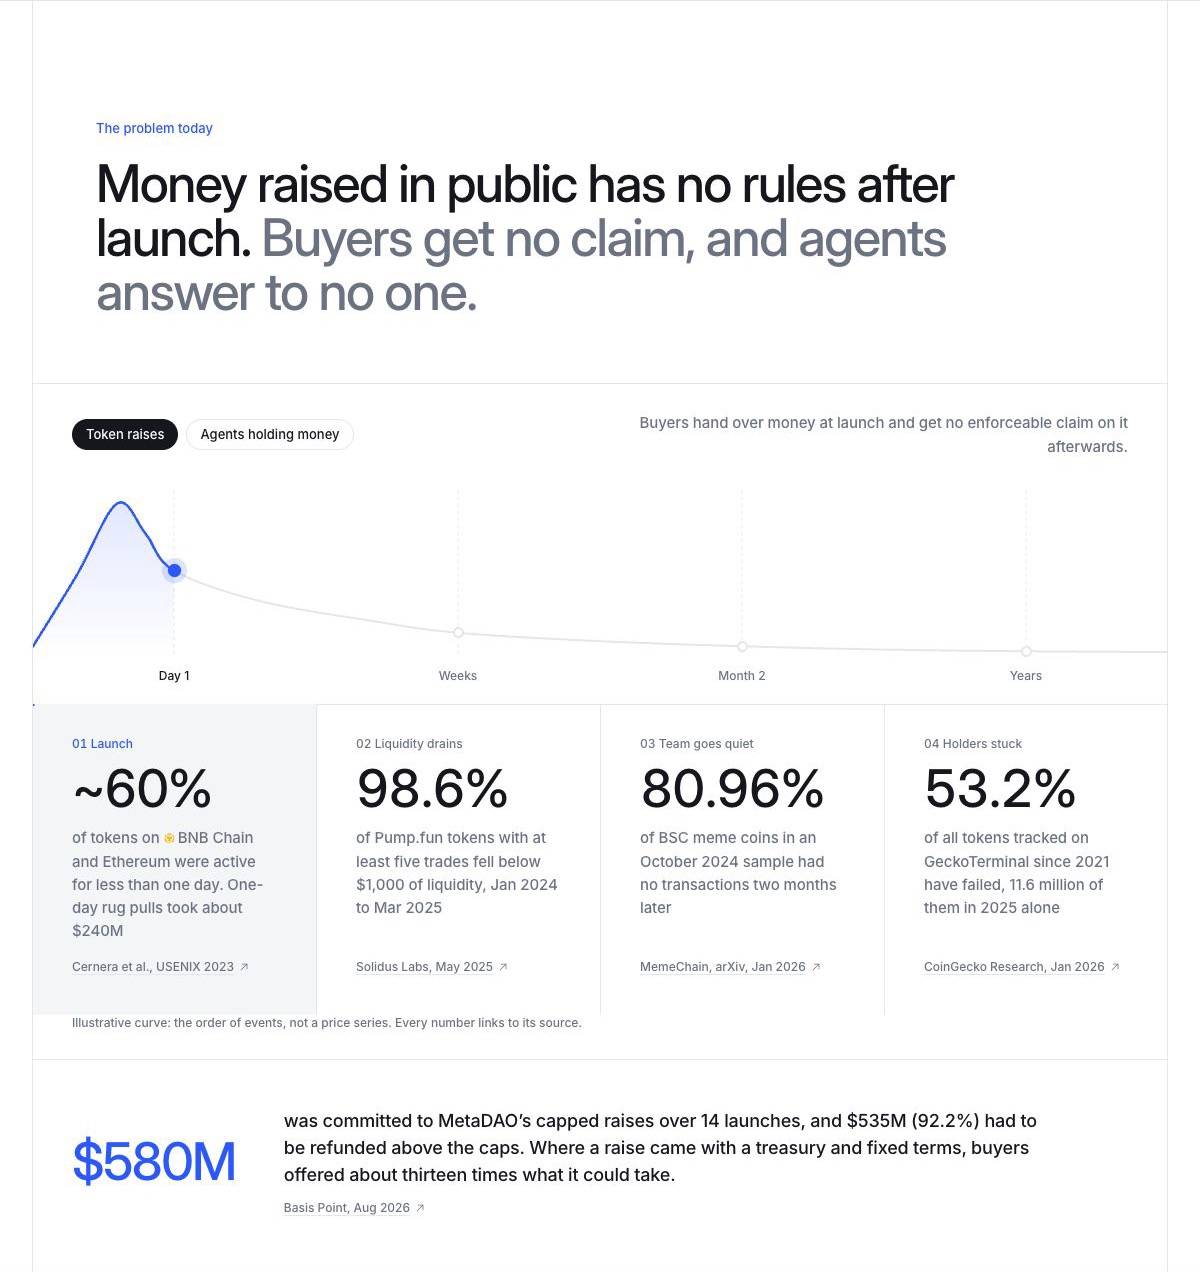 The problem today
Money raised in public has no rules after
launch. Buyers get no claim, and agents
answer to no one.
Token raises
Agents holding money
Buyers hand over money at launch and get no enforceable claim on it
afterwards.
Day 1
Weeks
Month 2
Years
01 Launch
~60%
of tokens on BNB Chain
and Ethereum were active
for less than one day. One-
day rug pulls took about
$240M
Cernera et al., USENIX 2023 ↗
02 Liquidity drains
98.6%
of Pump.fun tokens with at
least five trades fell below
$1,000 of liquidity, Jan 2024
to Mar 2025
Solidus Labs, May 2025 ↗
03 Team goes quiet
80.96%
of BSC meme coins in an
October 2024 sample had
no transactions two months
later
MemeChain, arXiv, Jan 2026 ↗
04 Holders stuck
53.2%
of all tokens tracked on
GeckoTerminal since 2021
have failed, 11.6 million of
them in 2025 alone
CoinGecko Research, Jan 2026 ↗
Illustrative curve: the order of events, not a price series. Every number links to its source.
$580M
was committed to MetaDAO’s capped raises over 14 launches, and $535M (92.2%) had to
be refunded above the caps. Where a raise came with a treasury and fixed terms, buyers
offered about thirteen times what it could take.
Basis Point, Aug 2026 ↗